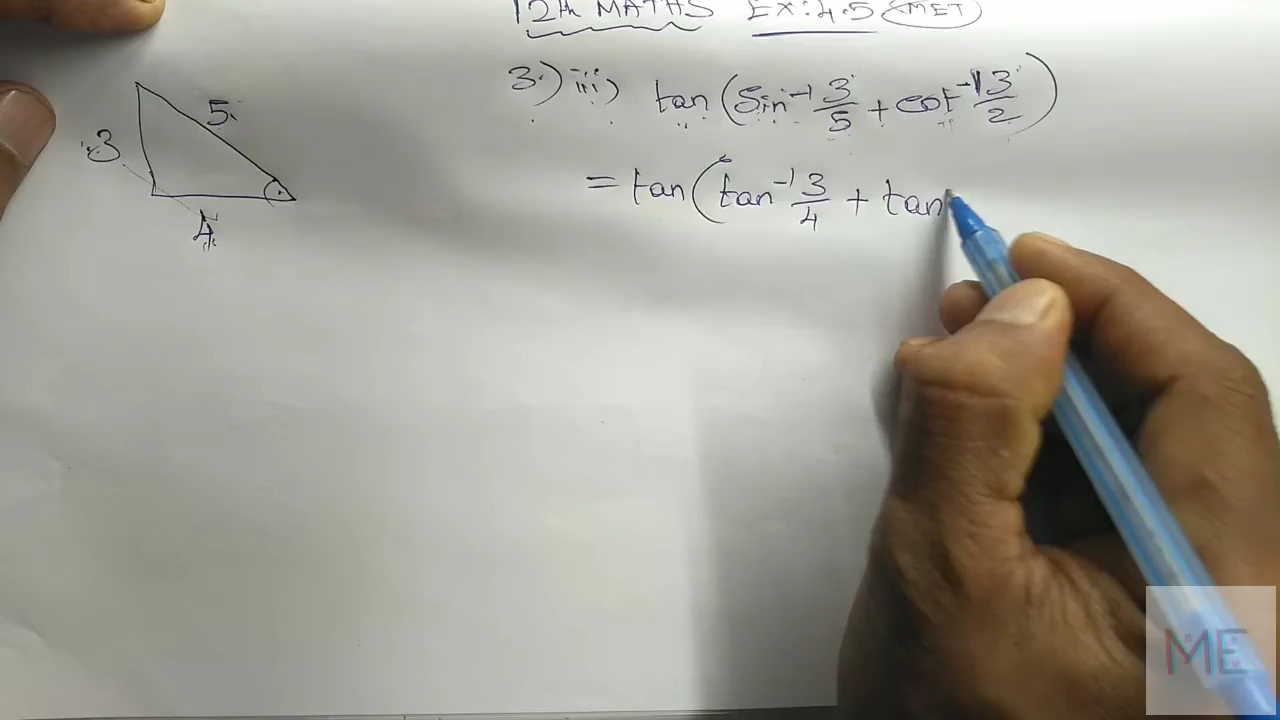 12th MATHS EX: 4.5 (MET)
3.) iii) tan (Sin⁻¹ 3/5 + cot⁻¹ 3/2)
5
3
= tan (tan⁻¹ 3/4 + tan
4
ME